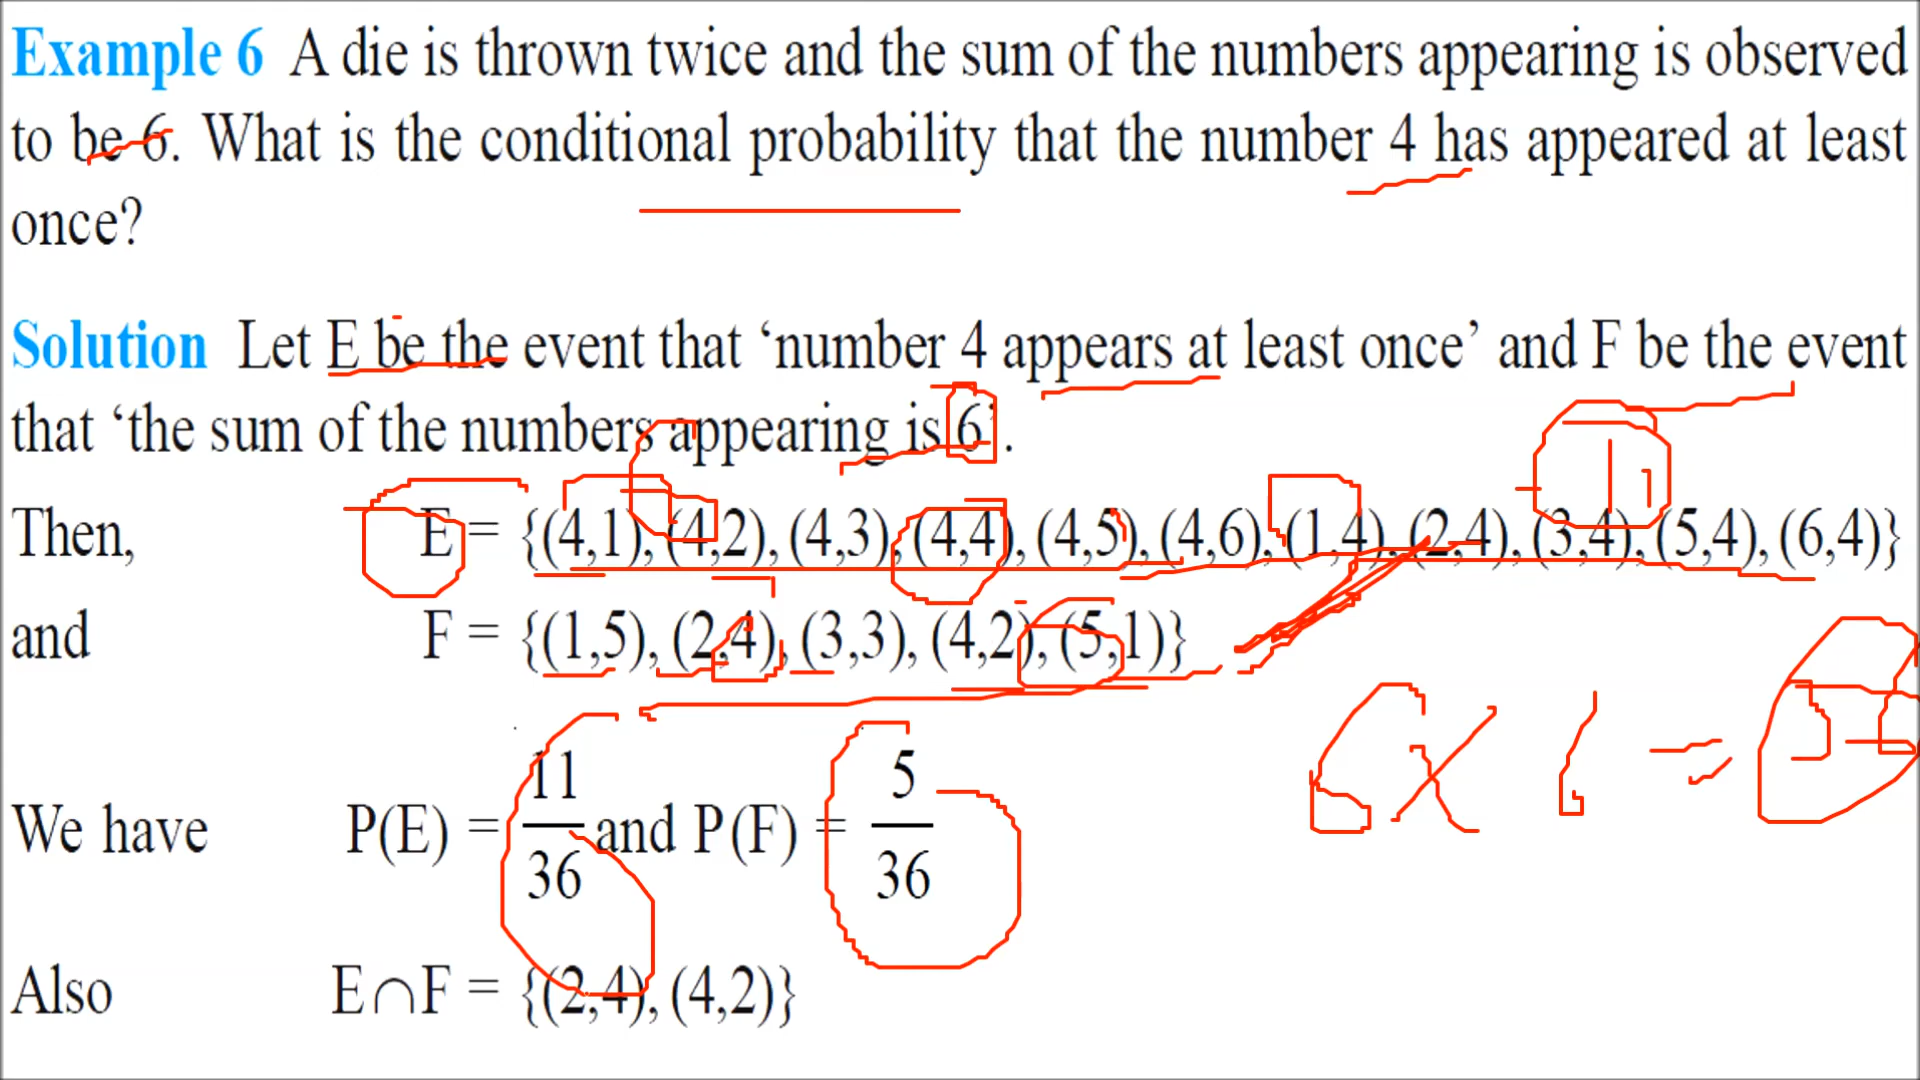 Example 6 A die is thrown twice and the sum of the numbers appearing is observed
to be 6. What is the conditional probability that the number 4 has appeared at least
once?
Solution Let E be the event that ‘number 4 appears at least once’ and F be the event
that ‘the sum of the numbers appearing is 6’.
11
Then, E = {(4,1), (4,2), (4,3), (4,4), (4,5), (4,6), (1,4), (2,4), (3,4), (5,4), (6,4)}
and F = {(1,5), (2,4), (3,3), (4,2), (5,1)}
6 x 6 = 36
We have P(E) = 11/36 and P(F) = 5/36
Also E∩F = {(2,4), (4,2)}